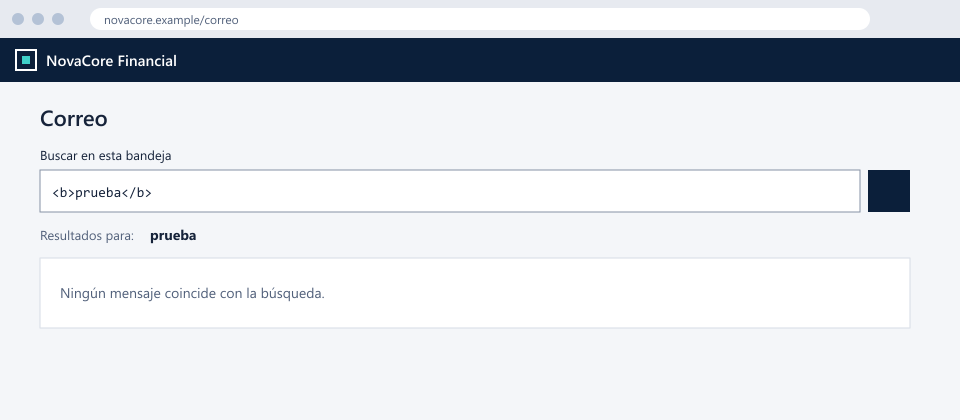 novacore.example/correo
NovaCore Financial
Correo
Buscar en esta bandeja
<b>prueba</b>
Resultados para: prueba
Ningún mensaje coincide con la búsqueda.